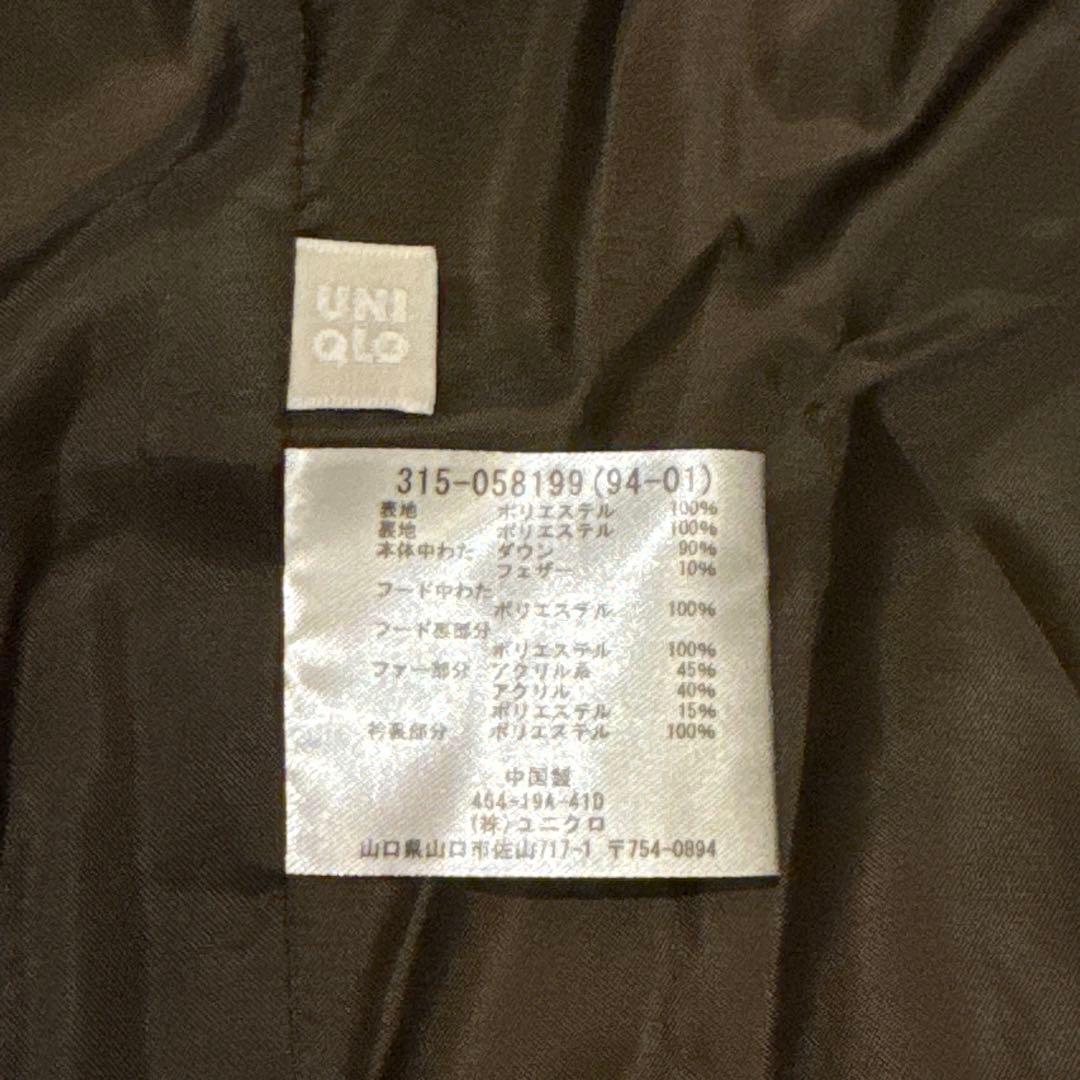 UNI
QLO
315-058199(94-01)
表地 ポリエステル 100%
裏地 ポリエステル 100%
本体中わた ダウン 90%
フェザー 10%
フード中わた
ポリエステル 100%
フード裏部分
ポリエステル 100%
ファー部分 アクリル系 45%
アクリル 40%
ポリエステル 15%
衿裏部分 ポリエステル 100%
中国製
464-19A-41D
(株)ユニクロ
山口県山口市佐山717-1 〒754-0894